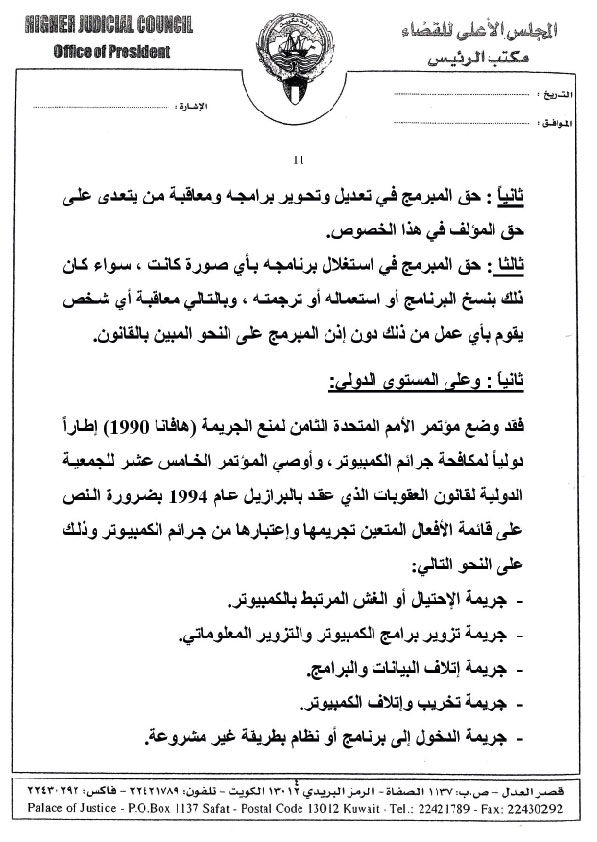 HIGHER JUDICIAL COUNCIL
Office of President
المجلس الأعلى للقضاء
مكتب الرئيس
التـاريخ :
الموافق :
الإشارة :
11
ثانياً : حق المبرمج في تعديل وتحوير برامجه ومعاقبة من يتعدى على
حق المؤلف في هذا الخصوص.
ثالثا : حق المبرمج في استغلال برنامجه بأي صورة كانت ، سواء كان
ذلك بنسخ البرنامج أو استعماله أو ترجمته ، وبالتالي معاقبة أي شخص
يقوم بأي عمل من ذلك دون إذن المبرمج على النحو المبين بالقانون.
ثانياً : وعلى المستوى الدولي:
فقد وضع مؤتمر الأمم المتحدة الثامن لمنع الجريمة (هافانا 1990) إطاراً
دولياً لمكافحة جرائم الكمبيوتر، وأوصي المؤتمر الخامس عشر للجمعية
الدولية لقانون العقوبات الذي عقد بالبرازيل عام 1994 بضرورة النص
على قائمة الأفعال المتعين تجريمها وإعتبارها من جرائم الكمبيوتر وذلك
على النحو التالي:
- جريمة الإحتيال أو الغش المرتبط بالكمبيوتر.
- جريمة تزوير برامج الكمبيوتر والتزوير المعلوماتي.
- جريمة إتلاف البيانات والبرامج.
- جريمة تخريب وإتلاف الكمبيوتر.
- جريمة الدخول إلى برنامج أو نظام بطريقة غير مشروعة.
قصر العدل - ص.ب: ١١٣٧ الصفاة - الرمز البريدي ١٣٠١٢ الكويت - تلفون: ٢٢٤٢١٧٨٩ - فاكس: ٢٢٤٣٠٢٩٢
Palace of Justice - P.O.Box 1137 Safat - Postal Code 13012 Kuwait - Tel.: 22421789 - Fax: 22430292